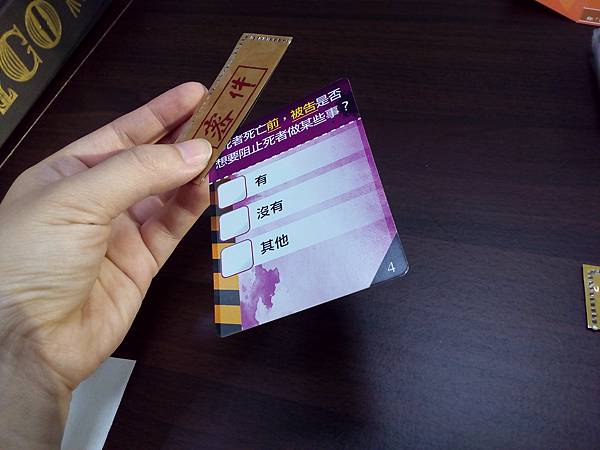 密件
死者死亡前，被告是否
想要阻止死者做某些事？
有
沒有
其他
4